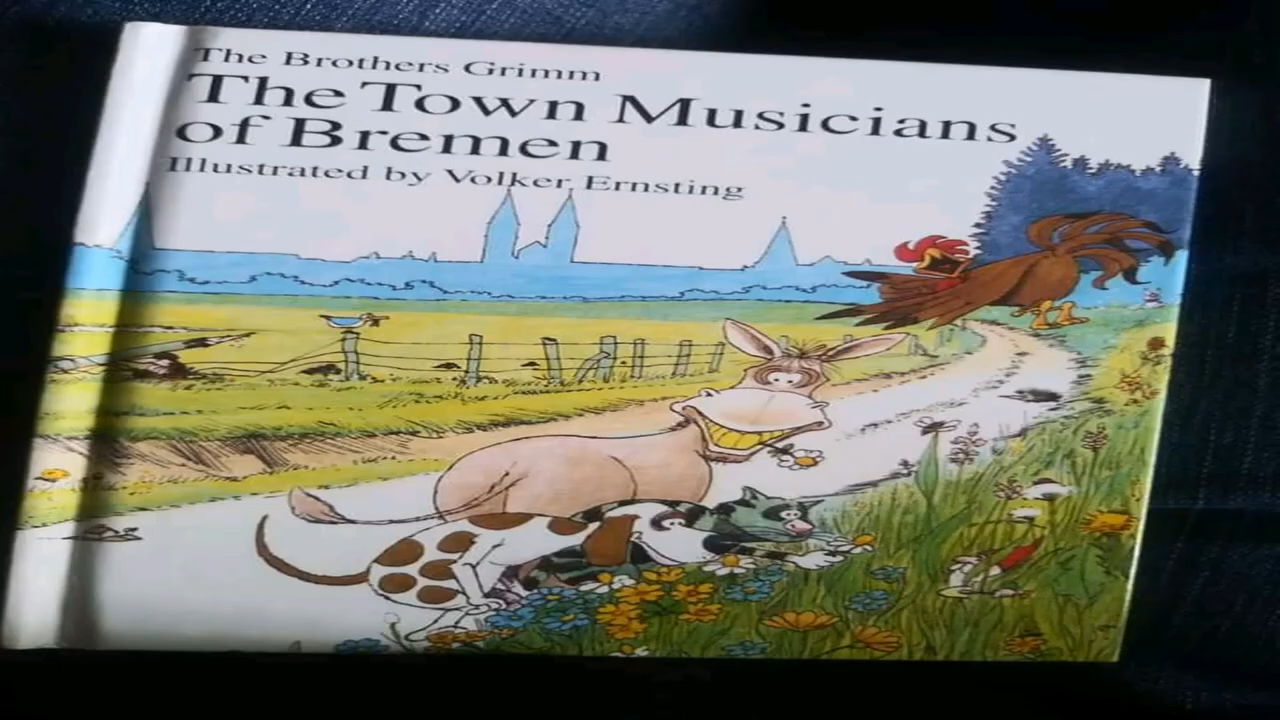 The Brothers Grimm
The Town Musicians
of Bremen
Illustrated by Volker Ernsting